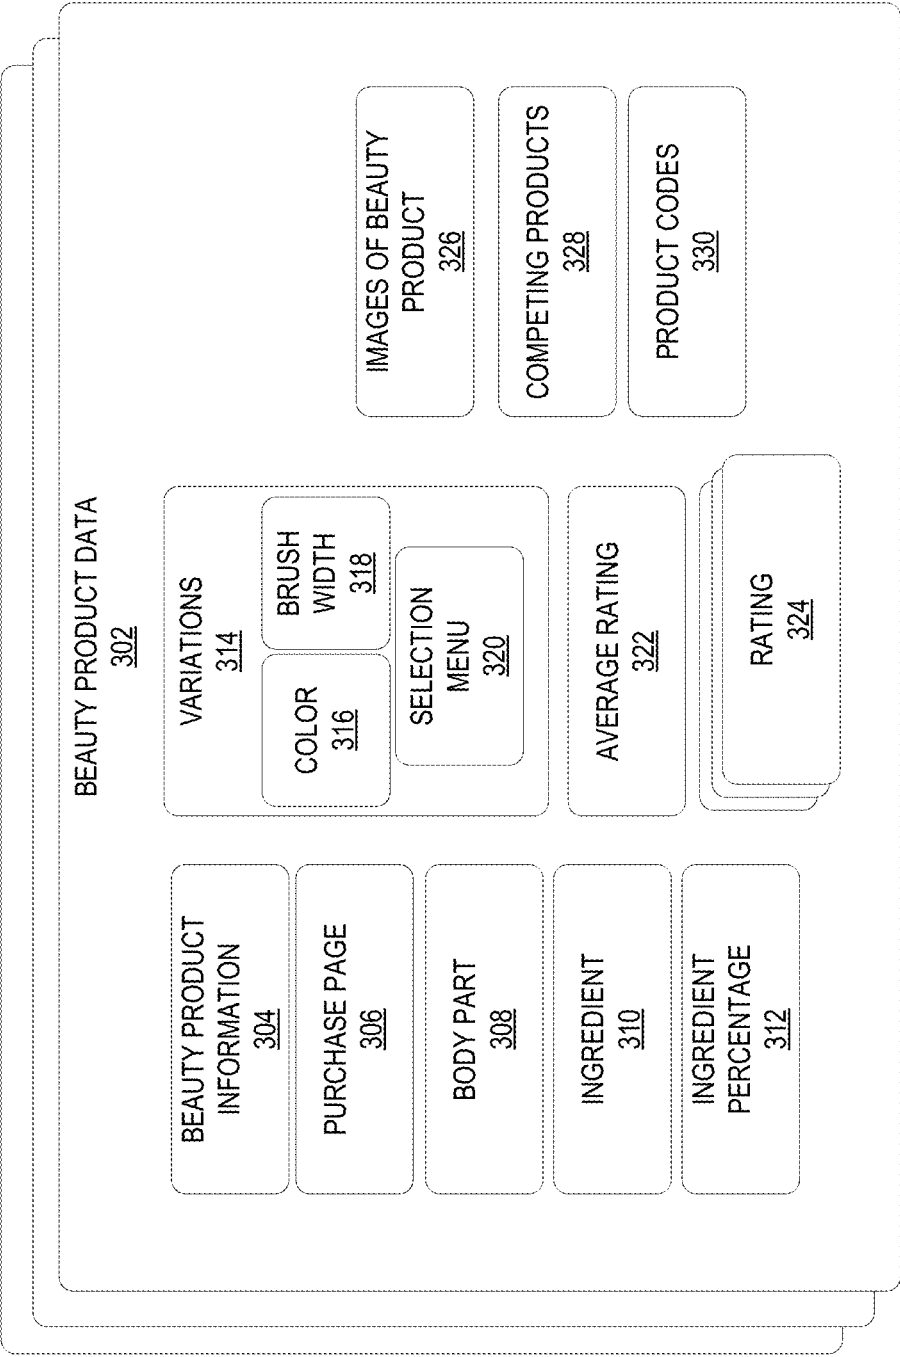 BEAUTY PRODUCT DATA
302
BEAUTY PRODUCT
INFORMATION
304
PURCHASE PAGE
306
BODY PART
308
INGREDIENT
310
INGREDIENT
PERCENTAGE
312
VARIATIONS
314
COLOR
316
BRUSH
WIDTH
318
SELECTION
MENU
320
AVERAGE RATING
322
RATING
324
IMAGES OF BEAUTY
PRODUCT
326
COMPETING PRODUCTS
328
PRODUCT CODES
330